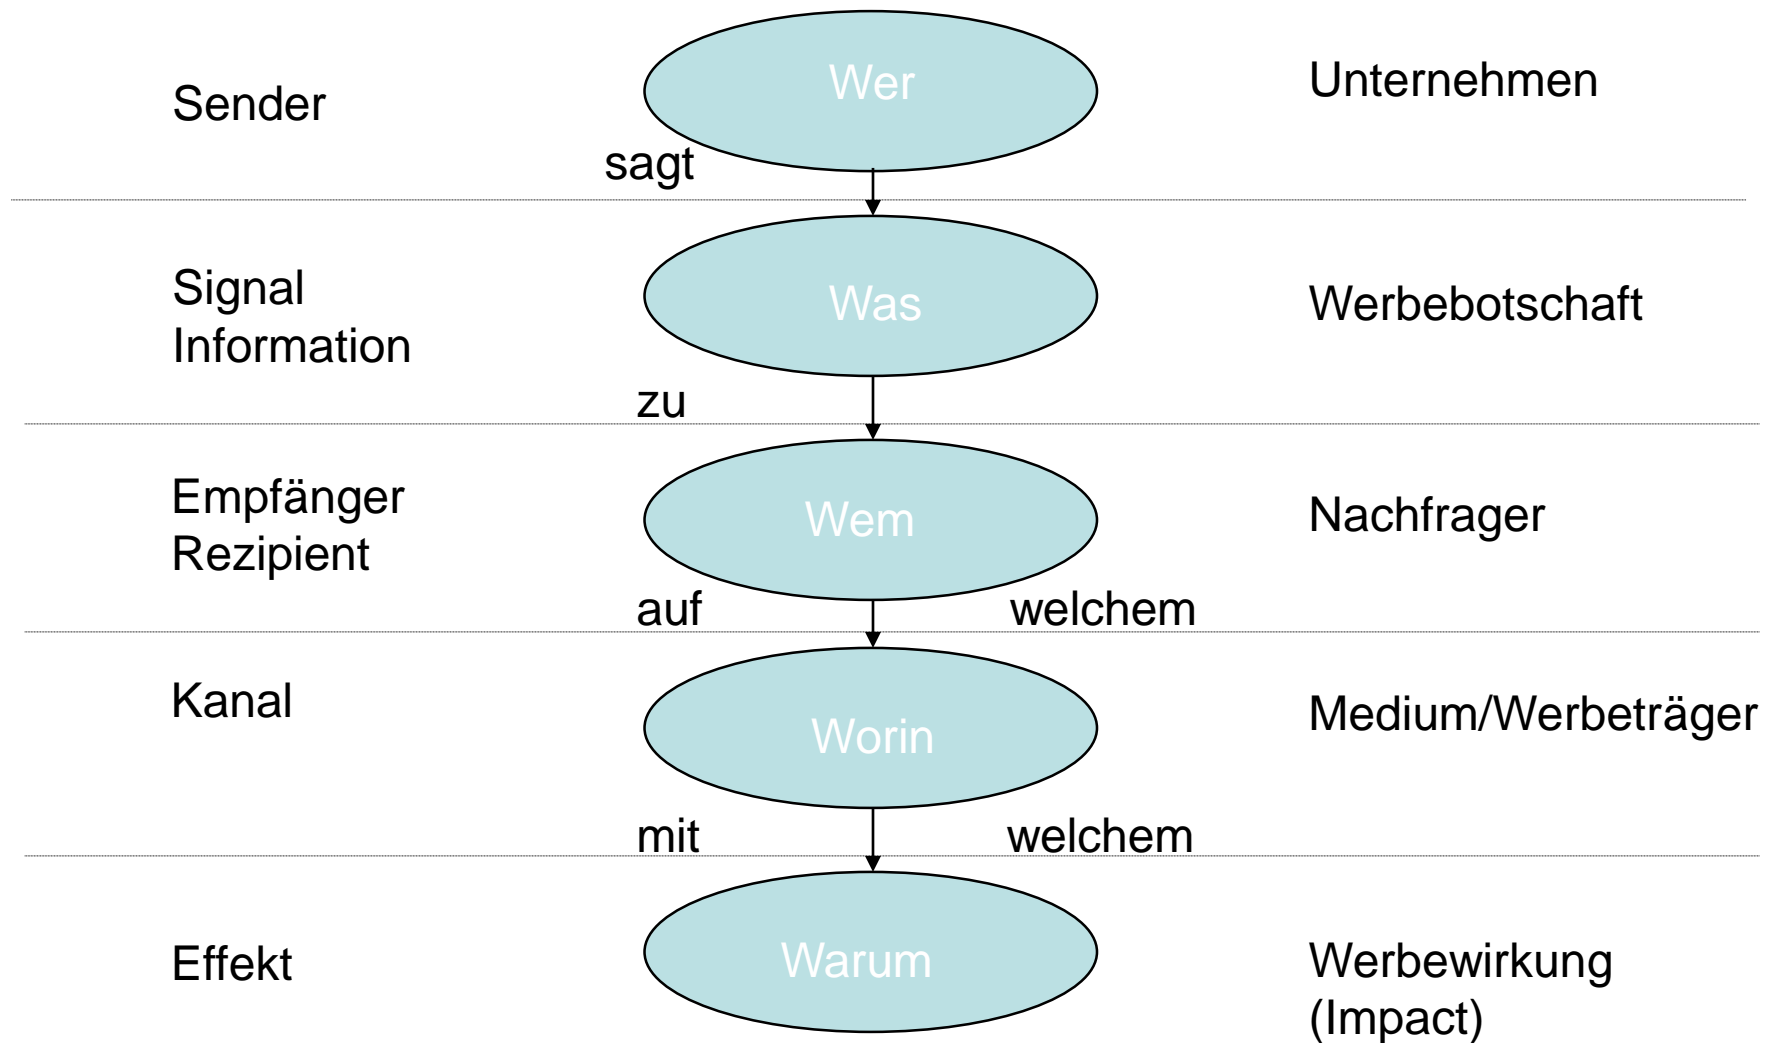 Sender
Wer
Unternehmen
sagt
Signal
Information
Was
Werbebotschaft
zu
Empfänger
Rezipient
Wem
Nachfrager
auf
welchem
Kanal
Worin
Medium/Werbeträger
mit
welchem
Effekt
Warum
Werbewirkung
(Impact)